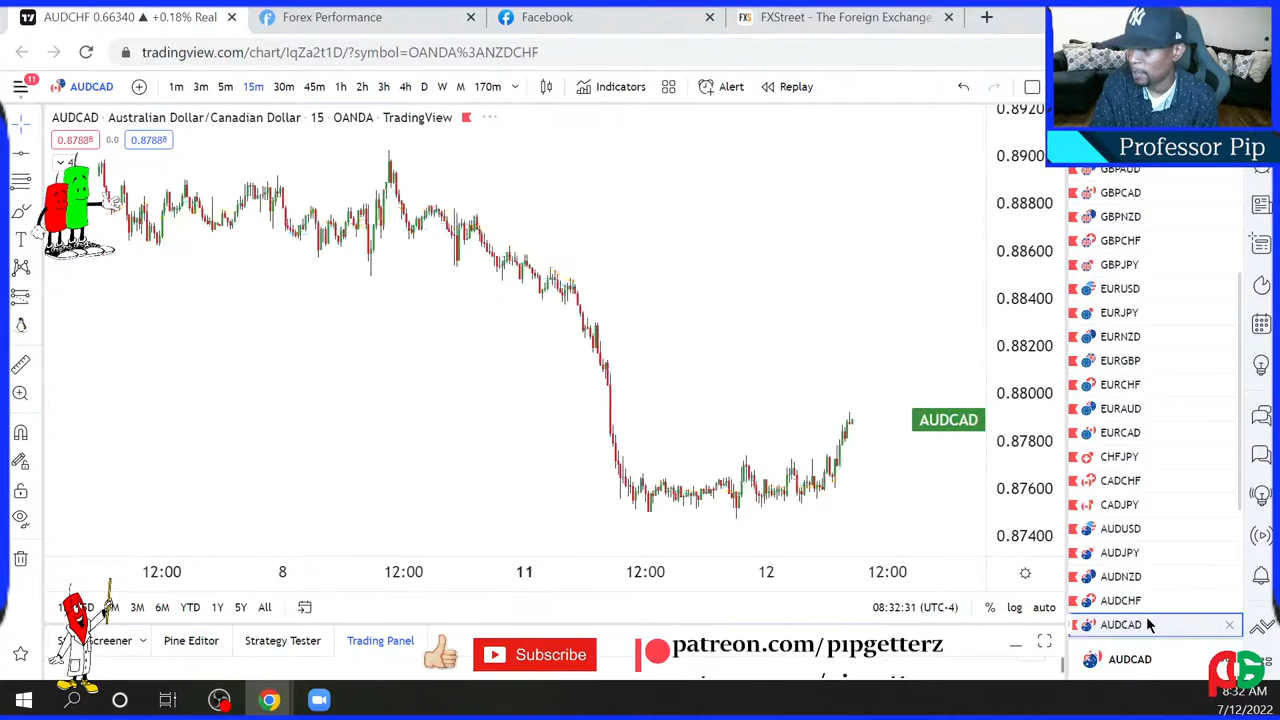 AUDCHF 0.66340 ▲ +0.18% Real
Forex Performance
Facebook
FXStreet - The Foreign Exchange
tradingview.com/chart/IqZa2t1D/?symbol=OANDA%3ANZDCHF
11
AUDCAD
1m 3m 5m 15m 30m 45m 1h 2h 3h 4h D W M 170m
Indicators
Alert
Replay
AUDCAD · Australian Dollar/Canadian Dollar · 15 · OANDA · TradingView
0.87888
0.0
0.87888
4
0.89000
0.88800
0.88600
0.88400
0.88200
0.88000
0.87800
0.87600
0.87400
AUDCAD
Professor Pip
GBPAUD
GBPCAD
GBPNZD
GBPCHF
GBPJPY
EURUSD
EURJPY
EURNZD
EURGBP
EURCHF
EURAUD
EURCAD
CHFJPY
CADCHF
CADJPY
AUDUSD
AUDJPY
AUDNZD
AUDCHF
AUDCAD
AUDCAD
12:00 8 12:00 11 12:00 12 12:00
3M 6M YTD 1Y 5Y All
08:32:31 (UTC-4)
% log auto
Screener
Pine Editor
Strategy Tester
Trading Panel
Subscribe
patreon.com/pipgetterz
8:32 AM
7/12/2022